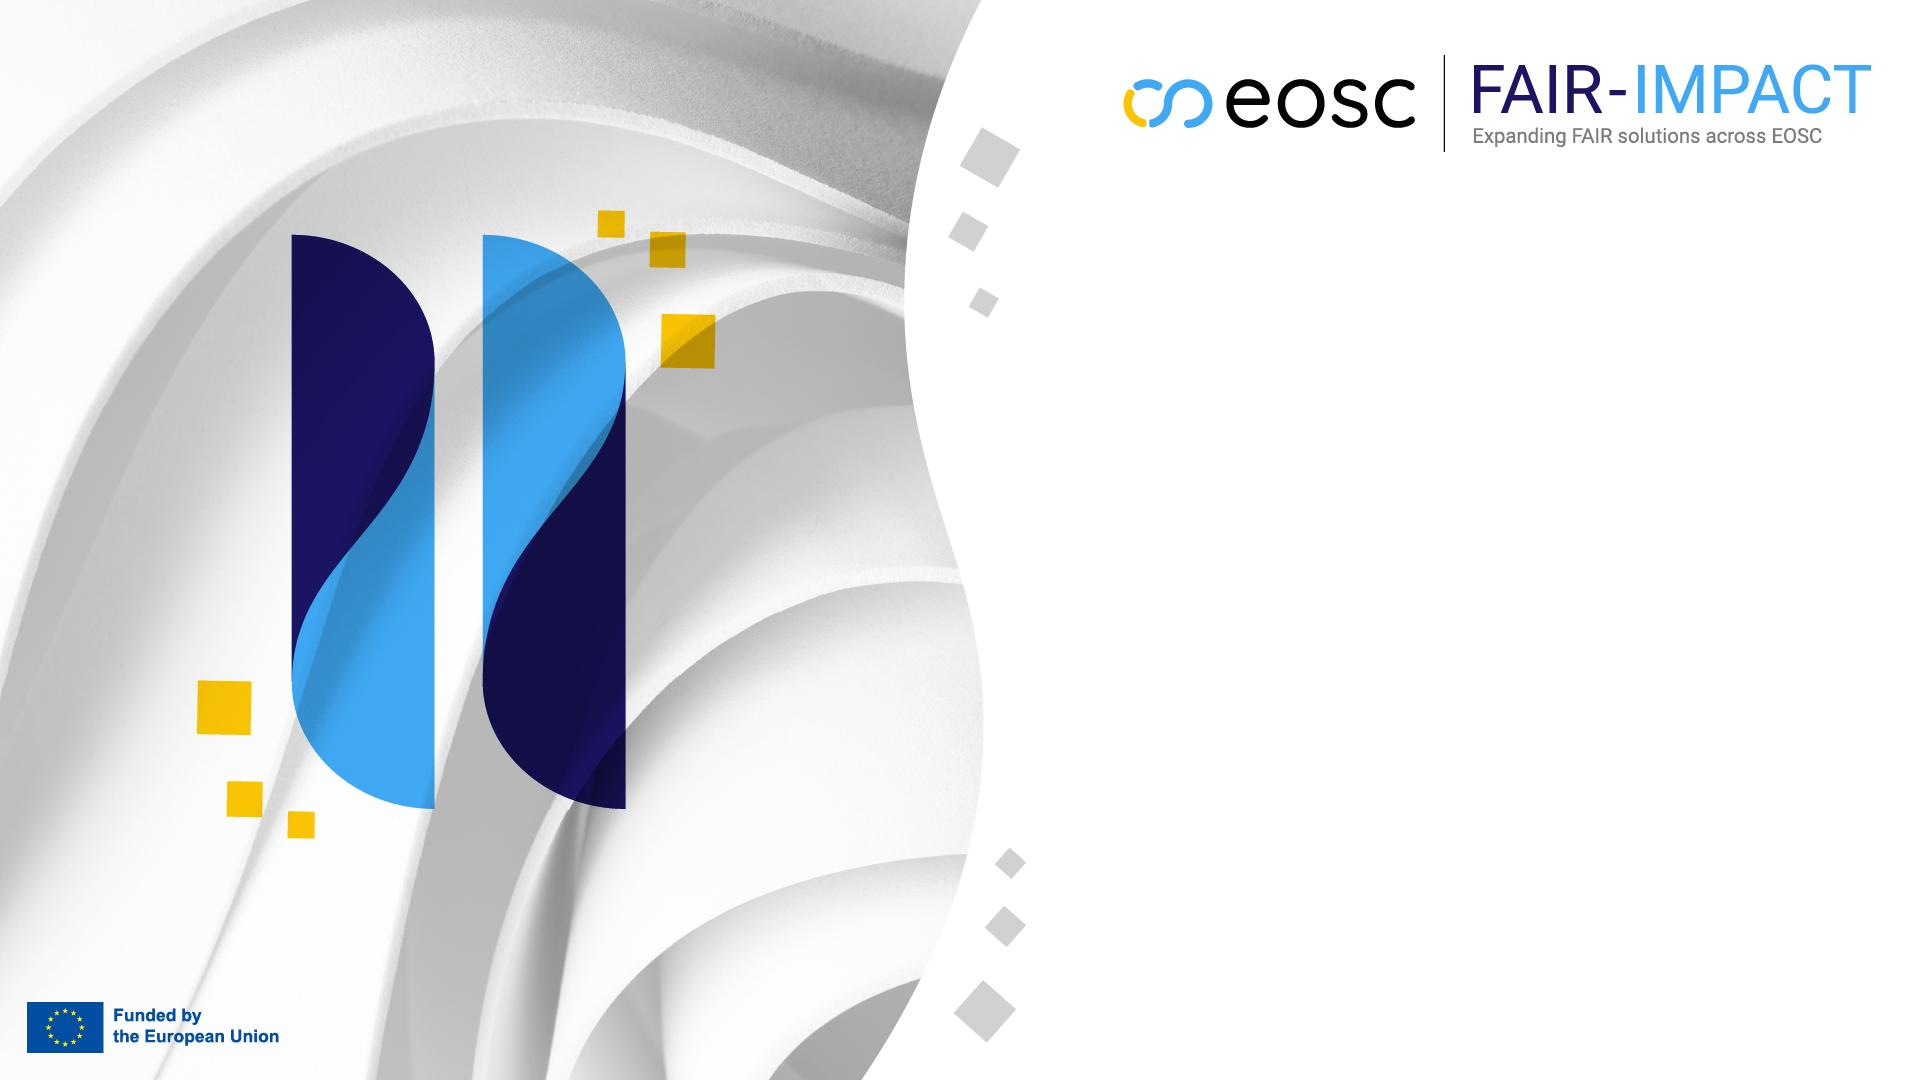 eosc
FAIR-IMPACT
Expanding FAIR solutions across EOSC
Funded by
the European Union